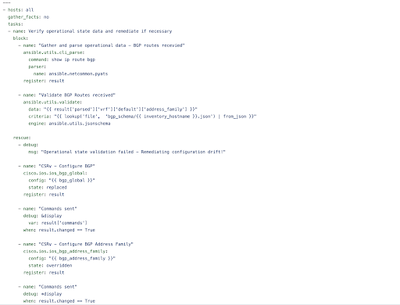 ---
- hosts: all
gather_facts: no
tasks:
- name: Verify operational state data and remediate if necessary
block:
- name: "Gather and parse operational data - BGP routes received"
ansible.utils.cli_parse:
command: show ip route bgp
parser:
name: ansible.netcommon.pyats
register: result
- name: "Validate BGP Routes received"
ansible.utils.validate:
data: "{{ result['parsed']['vrf']['default']['address_family'] }}"
criteria: "{{ lookup('file', 'bgp_schema/{{ inventory_hostname }}.json') | from_json }}"
engine: ansible.utils.jsonschema
rescue:
- debug:
msg: "Operational state validation failed - Remediating configuration drift!"
- name: "CSRv - Configure BGP"
cisco.ios.ios_bgp_global:
config: "{{ bgp_config }}"
state: replaced
register: result
- name: "Commands sent"
debug: &display
var: result['commands']
when: result.changed == True
- name: "CSRv - Configure BGP Address Family"
cisco.ios.ios_bgp_address_family:
config: "{{ bgp_config }}"
state: overridden
register: result
- name: "Commands sent"
debug: *display
when: result.changed == True